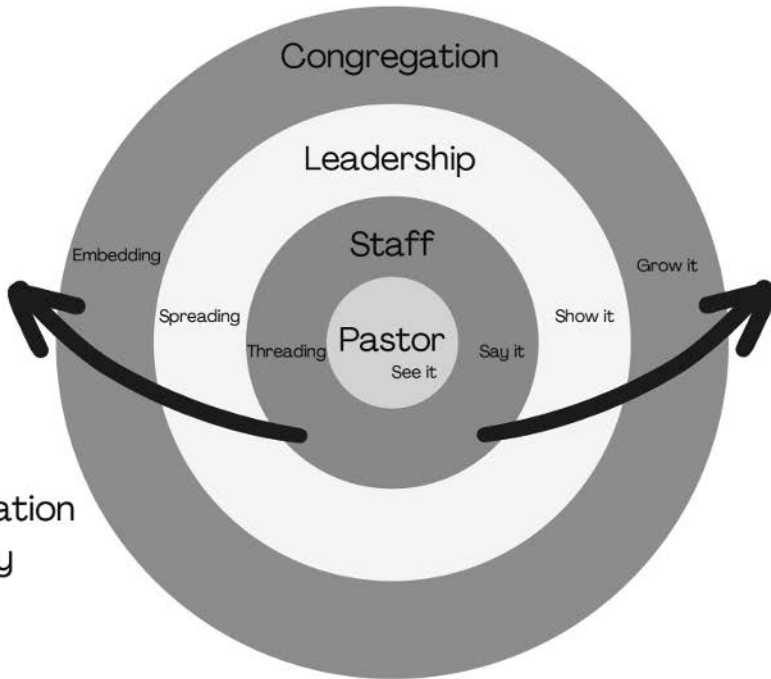 Congregation
Leadership
Staff
Embedding
Grow it
Spreading
Show it
Threading
Pastor
Say it
See it